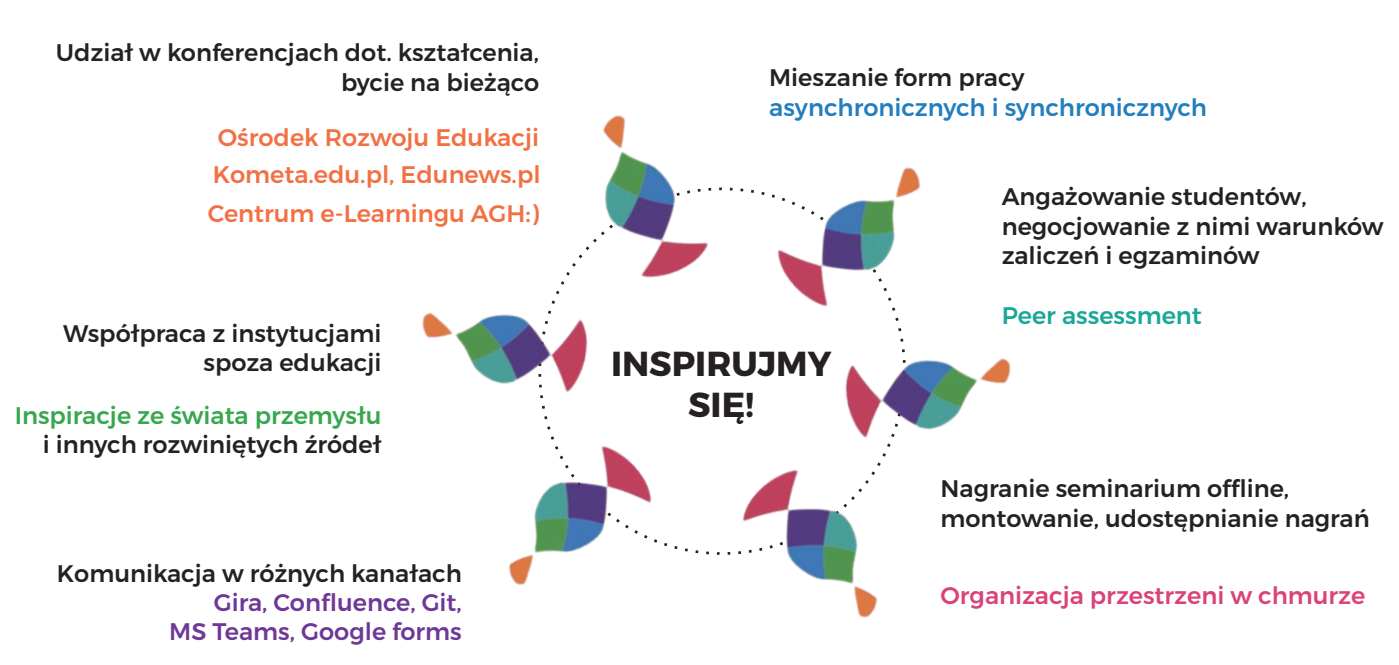 Udział w konferencjach dot. kształcenia,
bycie na bieżąco
Ośrodek Rozwoju Edukacji
Kometa.edu.pl, Edunews.pl
Centrum e-Learningu AGH:)
Mieszanie form pracy
asynchronicznych i synchronicznych
Angażowanie studentów,
negocjowanie z nimi warunków
zaliczeń i egzaminów
Peer assessment
Współpraca z instytucjami
spoza edukacji
Inspiracje ze świata przemysłu
i innych rozwiniętych źródeł
INSPIRUJMY
SIĘ!
Nagranie seminarium offline,
montowanie, udostępnianie nagrań
Organizacja przestrzeni w chmurze
Komunikacja w różnych kanałach
Gira, Confluence, Git,
MS Teams, Google forms